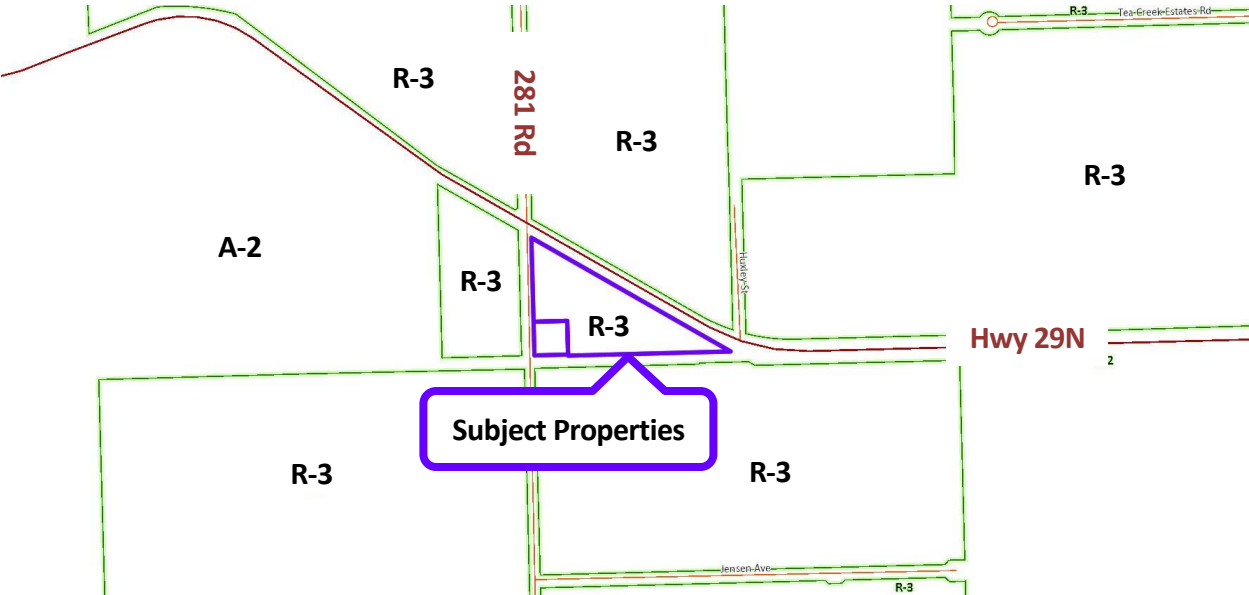 R-3
Tea Creek Estates Rd
R-3
281 Rd
R-3
R-3
A-2
R-3
Huxley St
R-3
Hwy 29N
2
Subject Properties
R-3
R-3
Jensen Ave
R-3